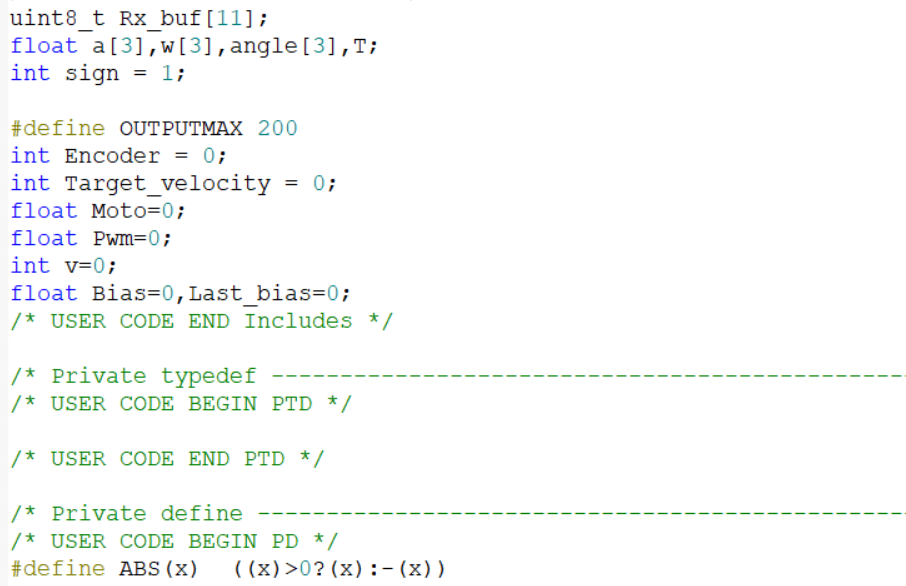 uint8_t Rx_buf[11];
float a[3],w[3],angle[3],T;
int sign = 1;
#define OUTPUTMAX 200
int Encoder = 0;
int Target_velocity = 0;
float Moto=0;
float Pwm=0;
int v=0;
float Bias=0,Last_bias=0;
/* USER CODE END Includes */
/* Private typedef -----------------------------------------------
/* USER CODE BEGIN PTD */
/* USER CODE END PTD */
/* Private define ------------------------------------------------
/* USER CODE BEGIN PD */
#define ABS(x)  ((x)>0?(x):-(x))